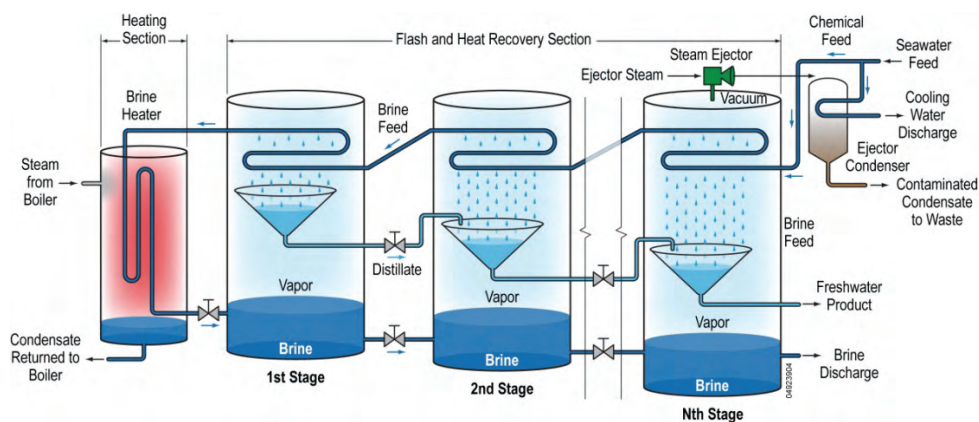 Heating
Section
Flash and Heat Recovery Section
Chemical
Feed
Steam Ejector
Seawater
Feed
Ejector Steam
Vacuum
Brine
Heater
Brine
Feed
Cooling
Water
Discharge
Ejector
Condenser
Steam
from
Boiler
Contaminated
Condensate
to Waste
Brine
Feed
Distillate
Vapor
Vapor
Vapor
Freshwater
Product
Condensate
Returned to
Boiler
Brine
Brine
Brine
Brine
Discharge
1st Stage
2nd Stage
Nth Stage
04923904